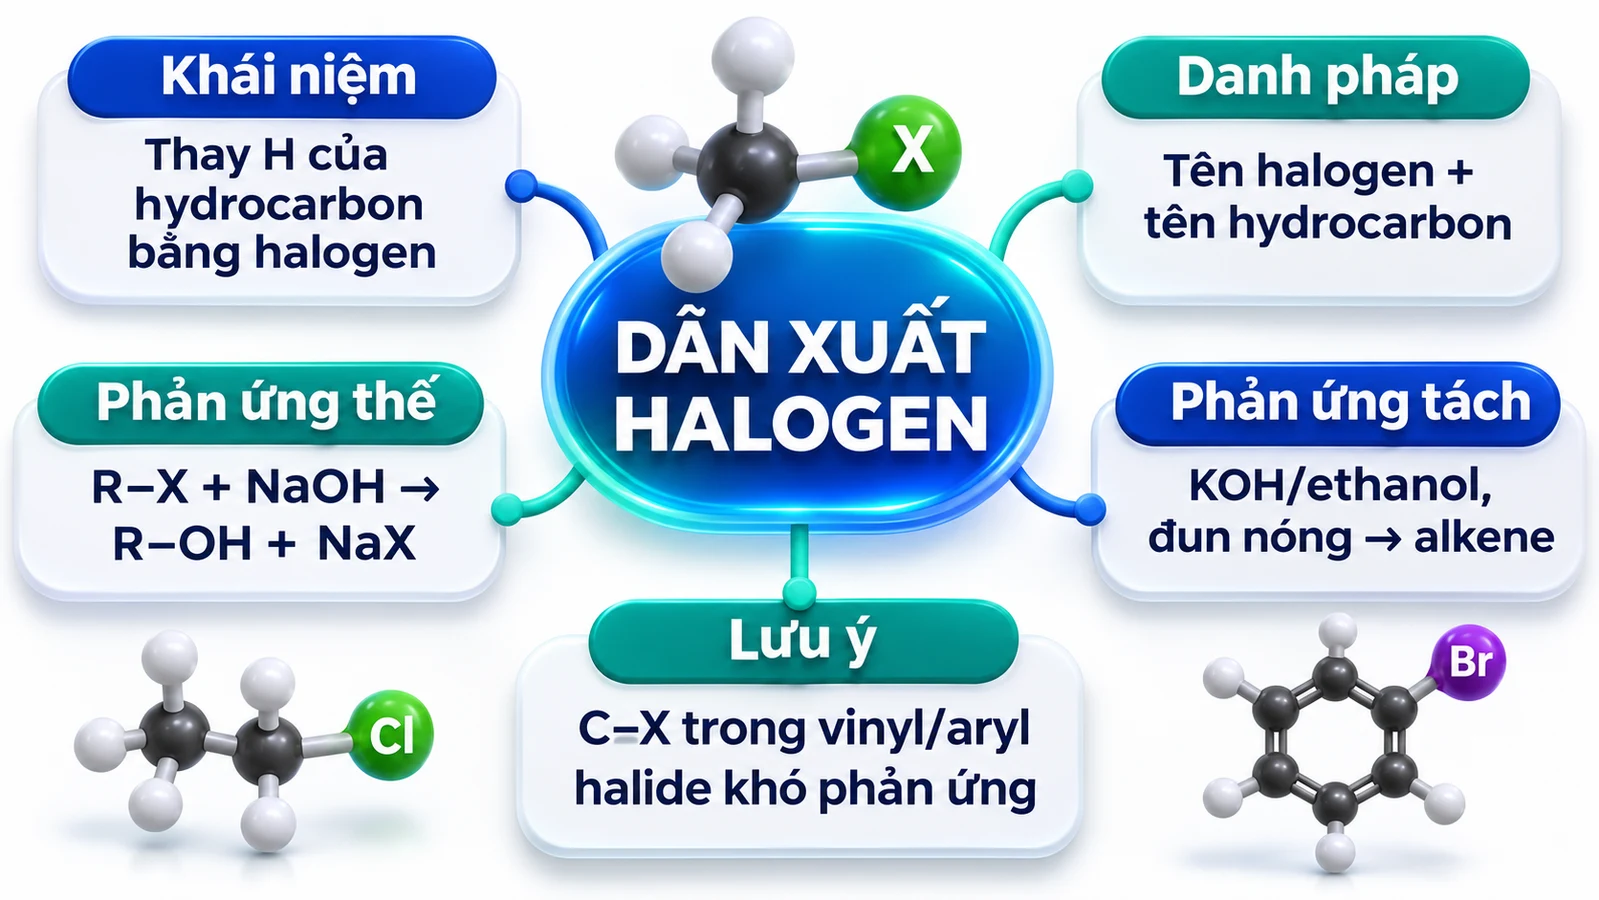 Khái niệm
Thay H của
hydrocarbon
bằng halogen
X
Danh pháp
Tên halogen +
tên hydrocarbon
DẪN XUẤT
HALOGEN
Phản ứng thế
R–X + NaOH →
R–OH + NaX
Phản ứng tách
KOH/ethanol,
đun nóng → alkene
Lưu ý
C–X trong vinyl/aryl
halide khó phản ứng
Cl
Br